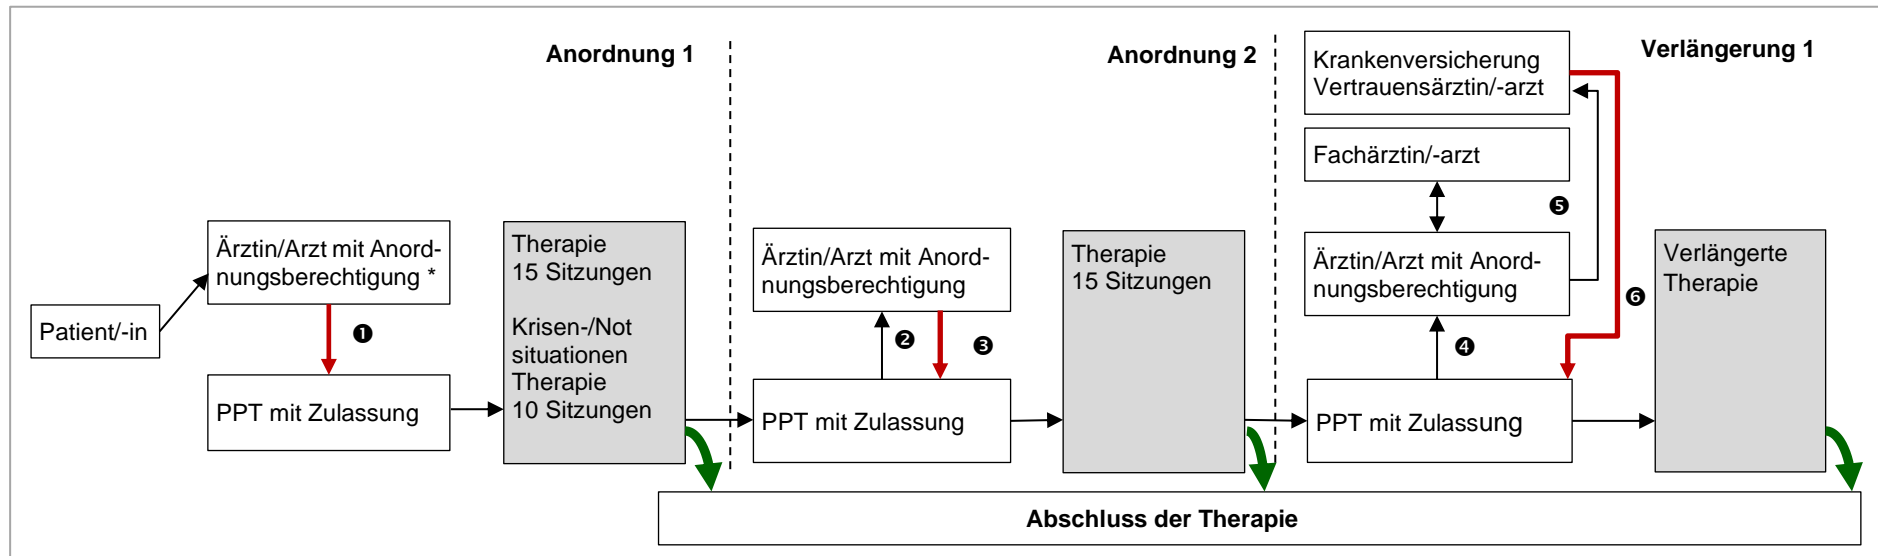 Anordnung 1
Patient/-in
Ärztin/Arzt mit Anord-
nungsberechtigung *
❶
PPT mit Zulassung
Therapie
15 Sitzungen
Krisen-/Not
situationen
Therapie
10 Sitzungen
Anordnung 2
Ärztin/Arzt mit Anord-
nungsberechtigung
❷
❸
PPT mit Zulassung
Therapie
15 Sitzungen
Verlängerung 1
Krankenversicherung
Vertrauensärztin/-arzt
Fachärztin/-arzt
❺
Ärztin/Arzt mit Anord-
nungsberechtigung
❹
❻
PPT mit Zulassung
Verlängerte
Therapie
Abschluss der Therapie